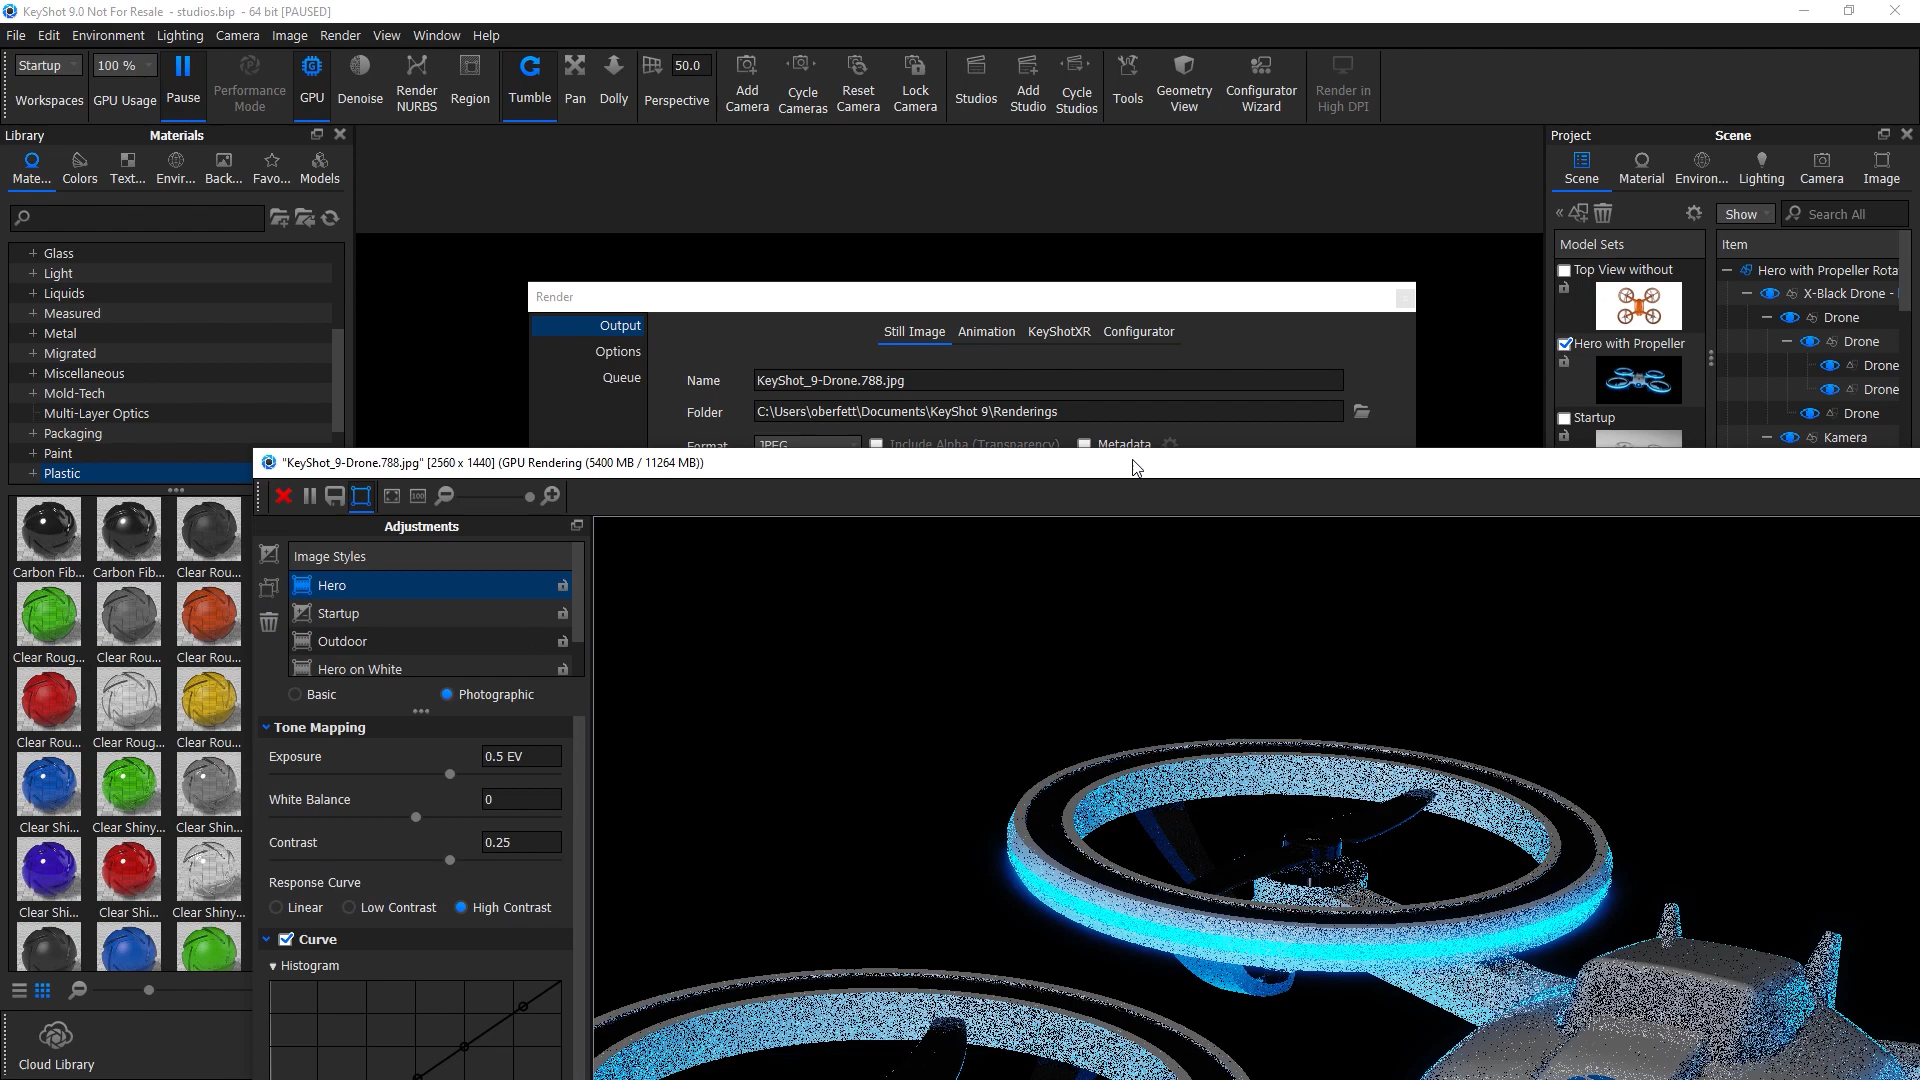 KeyShot 9.0 Not For Resale - studios.bip - 64 bit [PAUSED]
File Edit Environment Lighting Camera Image Render View Window Help
Startup
Workspaces
100 %
GPU Usage
Pause
Performance
Mode
GPU
Denoise
Render
NURBS
Region
Tumble
Pan
Dolly
50.0
Perspective
Add
Camera
Cycle
Cameras
Reset
Camera
Lock
Camera
Studios
Add
Studio
Cycle
Studios
Tools
Geometry
View
Configurator
Wizard
Render in
High DPI
Library
Materials
Mate...
Colors
Text...
Envir...
Back...
Favo...
Models
Glass
Light
Liquids
Measured
Metal
Migrated
Miscellaneous
Mold-Tech
Multi-Layer Optics
Packaging
Paint
Plastic
Carbon Fib... Carbon Fib... Clear Rou...
Clear Roug... Clear Rou... Clear Rou...
Clear Rou... Clear Roug... Clear Rou...
Clear Shi... Clear Shiny... Clear Shin...
Clear Shi... Clear Shi... Clear Shiny...
Cloud Library
Render
Output
Options
Queue
Still Image Animation KeyShotXR Configurator
Name KeyShot_9-Drone.788.jpg
Folder C:\Users\oberfett\Documents\KeyShot 9\Renderings
Format JPEG Include Alpha (Transparency) Metadata
"KeyShot_9-Drone.788.jpg" [2560 x 1440] (GPU Rendering (5400 MB / 11264 MB))
100
Adjustments
Image Styles
Hero
Startup
Outdoor
Hero on White
Basic Photographic
Tone Mapping
Exposure 0.5 EV
White Balance 0
Contrast 0.25
Response Curve
Linear Low Contrast High Contrast
Curve
Histogram
Project
Scene
Scene
Material
Environ...
Lighting
Camera
Image
Show
Search All
Model Sets
Top View without
Hero with Propeller
Startup
Item
Hero with Propeller Rota
X-Black Drone -
Drone
Drone
Drone
Drone
Drone
Kamera